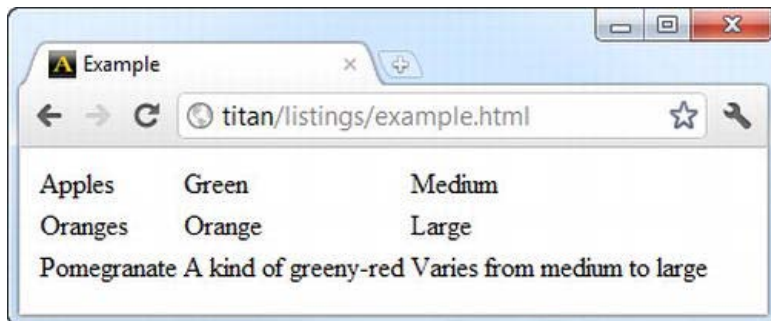 Example
titan/listings/example.html
Apples Green Medium
Oranges Orange Large
Pomegranate A kind of greeny-red Varies from medium to large